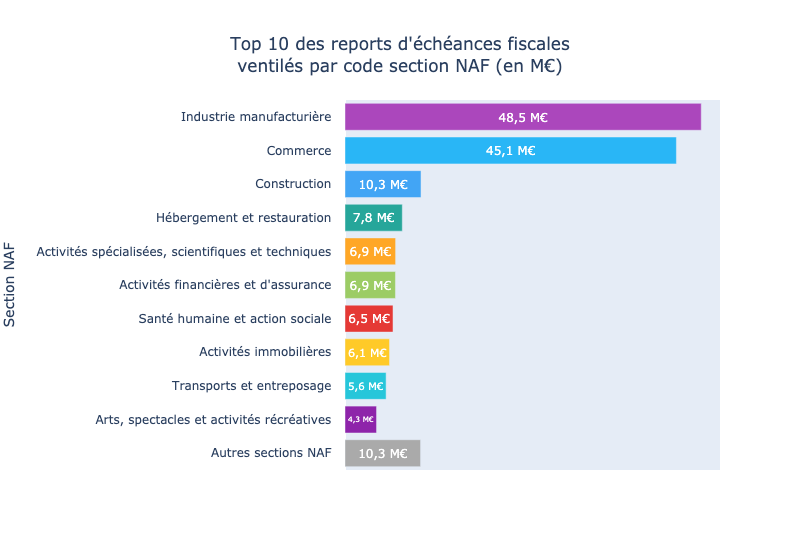 Top 10 des reports d'échéances fiscales
ventilés par code section NAF (en M€)
Section NAF
Industrie manufacturière 48,5 M€
Commerce 45,1 M€
Construction 10,3 M€
Hébergement et restauration 7,8 M€
Activités spécialisées, scientifiques et techniques 6,9 M€
Activités financières et d'assurance 6,9 M€
Santé humaine et action sociale 6,5 M€
Activités immobilières 6,1 M€
Transports et entreposage 5,6 M€
Arts, spectacles et activités récréatives 4,3 M€
Autres sections NAF 10,3 M€